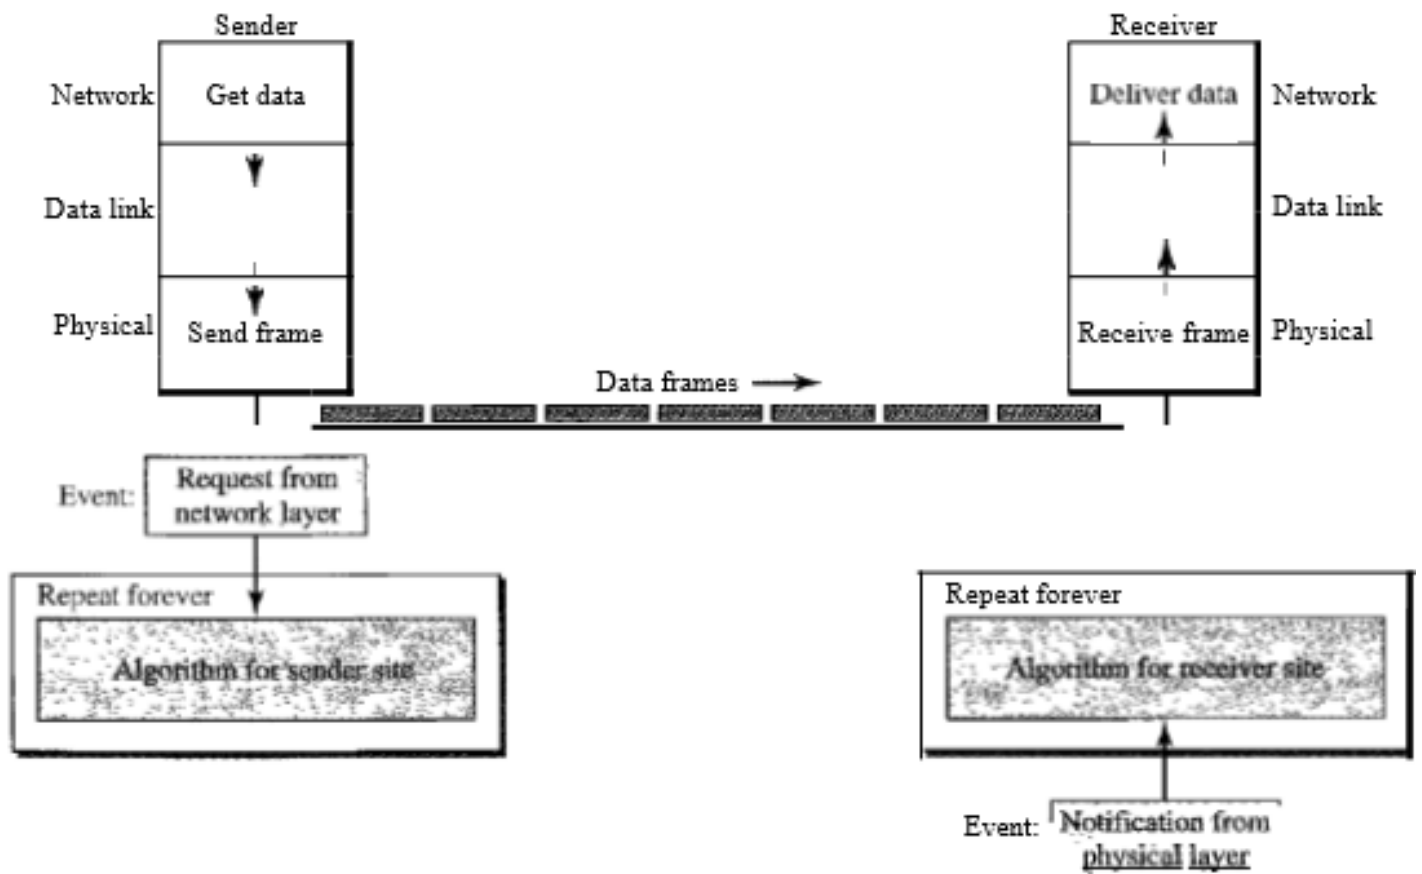 Sender
Receiver
Network
Get data
Deliver data
Network
Data link
Data link
Physical
Send frame
Receive frame
Physical
Data frames
Event:
Request from
network layer
Repeat forever
Algorithm for sender site
Repeat forever
Algorithm for receiver site
Event:
Notification from
physical layer